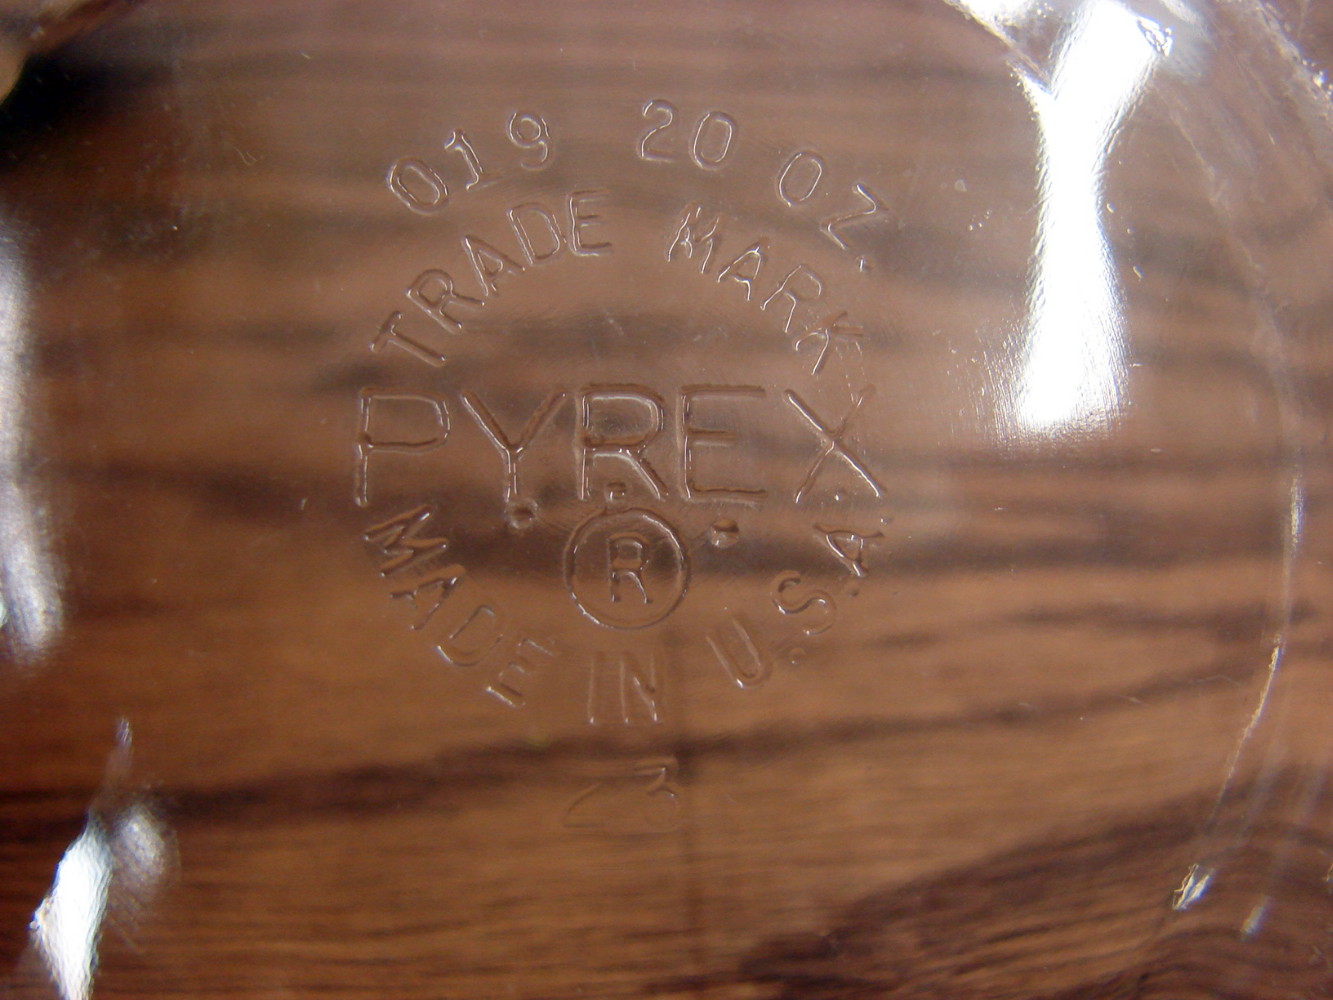 019 20 OZ.
TRADE MARK
PYREX
®
MADE IN U.S.A.
23